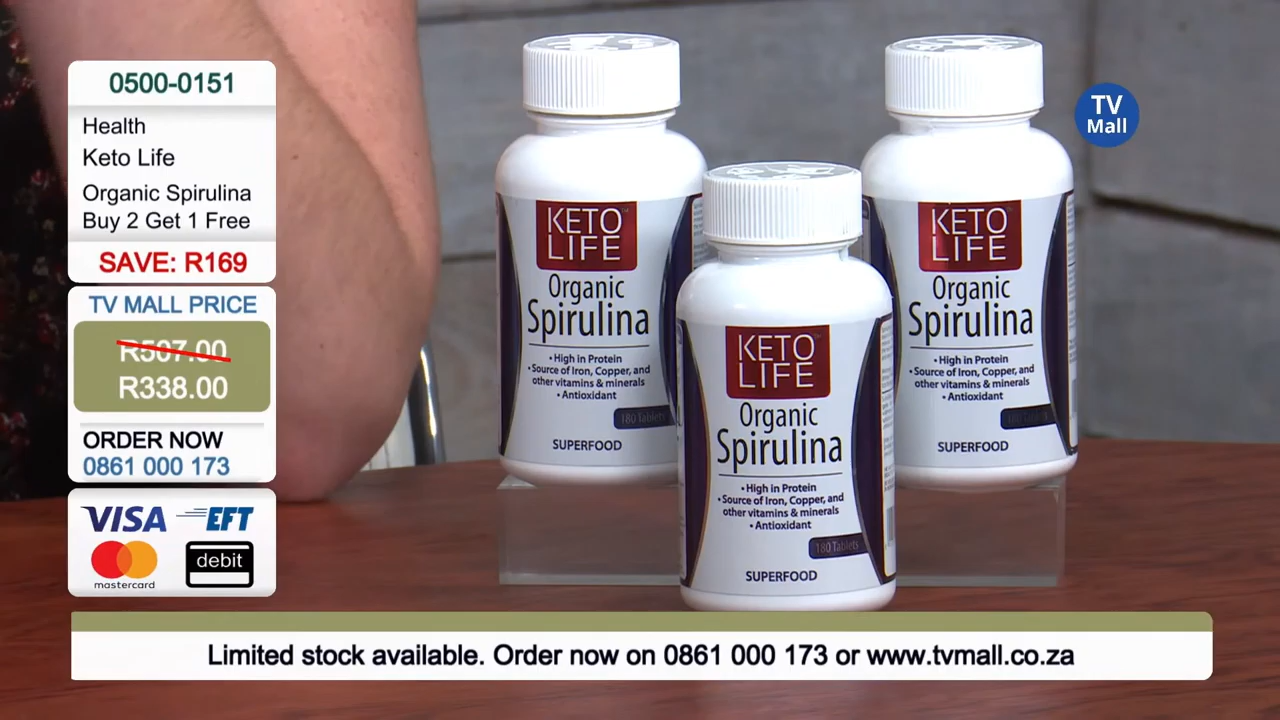 0500-0151
Health
Keto Life
Organic Spirulina
Buy 2 Get 1 Free
SAVE: R169
TV MALL PRICE
R507.00
R338.00
ORDER NOW
0861 000 173
VISA EFT
mastercard debit
TV
Mall
KETO
LIFE
Organic
Spirulina
• High in Protein
• Source of Iron, Copper, and
other vitamins & minerals
• Antioxidant
180 Tablets
SUPERFOOD
KETO
LIFE
Organic
Spirulina
• High in Protein
• Source of Iron, Copper, and
other vitamins & minerals
• Antioxidant
180 Tablets
SUPERFOOD
KETO
LIFE
Organic
Spirulina
• High in Protein
• Source of Iron, Copper, and
other vitamins & minerals
• Antioxidant
180 Tablets
SUPERFOOD
Limited stock available. Order now on 0861 000 173 or www.tvmall.co.za